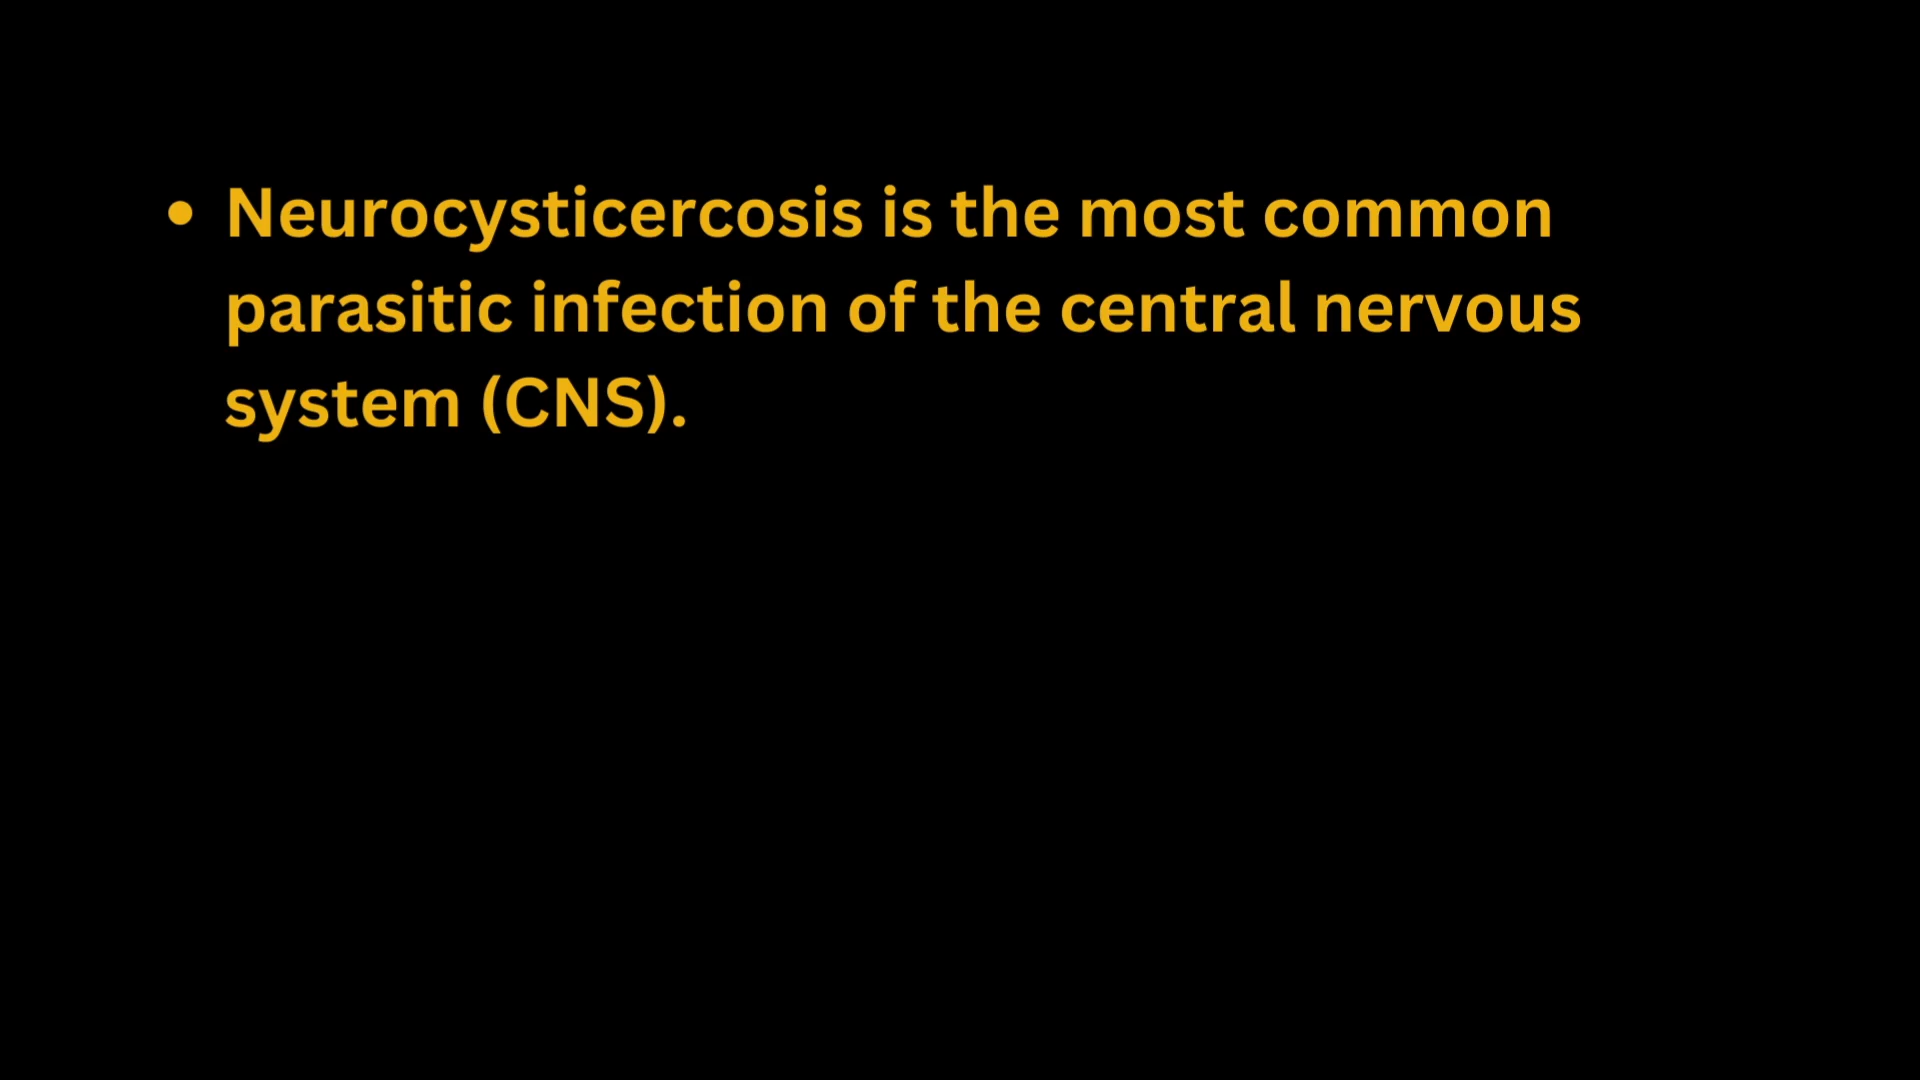 • Neurocysticercosis is the most common
parasitic infection of the central nervous
system (CNS).